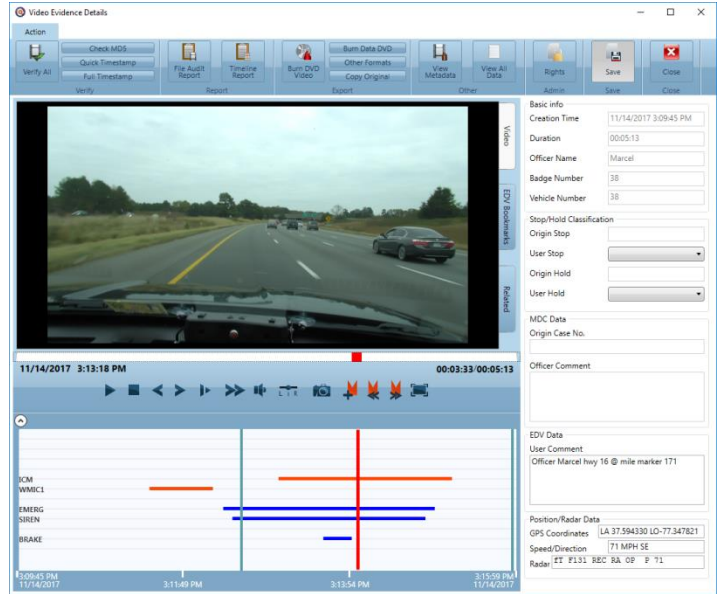 Video Evidence Details
Action
Verify All
Check MD5
Quick Timestamp
Full Timestamp
Verify
File Audit Report
Timeline Report
Report
Burn DVD Video
Burn Data DVD
Other Formats
Copy Original
Export
View Metadata
View All Data
Other
Rights
Admin
Save
Save
Close
Close
Video
EDV Bookmarks
Related
11/14/2017 3:13:18 PM
00:03:33/00:05:13
L R
ICM
WMIC1
EMERG
SIREN
BRAKE
3:09:45 PM
11/14/2017
3:11:49 PM
3:13:54 PM
3:15:59 PM
11/14/2017
Basic info
Creation Time 11/14/2017 3:09:45 PM
Duration 00:05:13
Officer Name Marcel
Badge Number 38
Vehicle Number 38
Stop/Hold Classification
Origin Stop
User Stop
Origin Hold
User Hold
MDC Data
Origin Case No.
Officer Comment
EDV Data
User Comment
Officer Marcel hwy 16 @ mile marker 171
Position/Radar Data
GPS Coordinates LA 37.594330 LO-77.347821
Speed/Direction 71 MPH SE
Radar fT F131 REC RA OP P 71